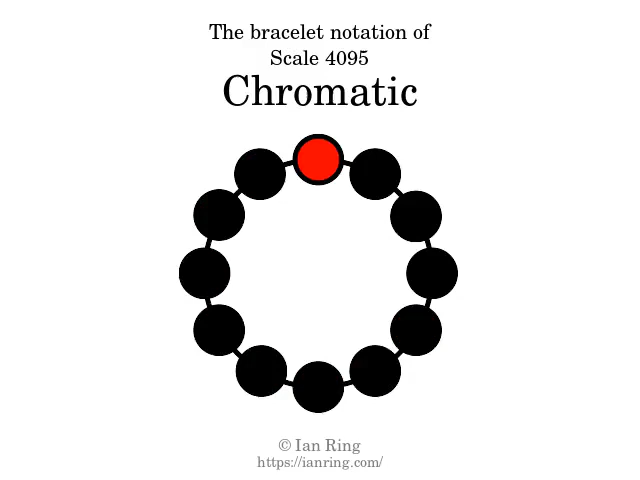 The bracelet notation of
Scale 4095
Chromatic
© Ian Ring
https://ianring.com/